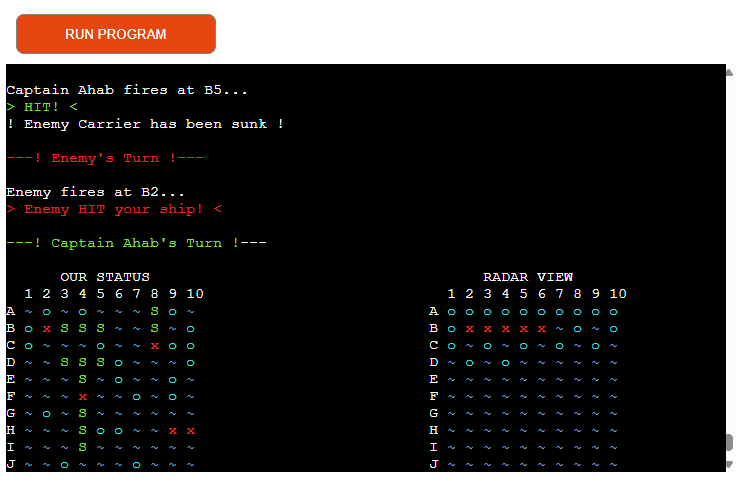 RUN PROGRAM
Captain Ahab fires at B5...
> HIT! <
! Enemy Carrier has been sunk !
---! Enemy's Turn !---
Enemy fires at B2...
> Enemy HIT your ship! <
---! Captain Ahab's Turn !---
OUR STATUS RADAR VIEW
1 2 3 4 5 6 7 8 9 10 1 2 3 4 5 6 7 8 9 10
A ~ o ~ o ~ ~ ~ S o ~ A o o o o o o o o o o
B o x S S S ~ ~ S ~ o B o x x x x x ~ o ~ o
C o ~ ~ ~ o ~ ~ x o o C o ~ o ~ o ~ o ~ o ~
D ~ ~ S S S o ~ ~ ~ o D ~ o ~ o ~ ~ ~ ~ ~ ~
E ~ ~ ~ S ~ o ~ ~ o ~ E ~ ~ ~ ~ ~ ~ ~ ~ ~ ~
F ~ ~ ~ x ~ ~ o ~ o ~ F ~ ~ ~ ~ ~ ~ ~ ~ ~ ~
G ~ o ~ S ~ ~ ~ ~ ~ ~ G ~ ~ ~ ~ ~ ~ ~ ~ ~ ~
H ~ ~ ~ S o o ~ ~ x x H ~ ~ ~ ~ ~ ~ ~ ~ ~ ~
I ~ ~ ~ S ~ ~ ~ ~ ~ ~ I ~ ~ ~ ~ ~ ~ ~ ~ ~ ~
J ~ ~ o ~ ~ ~ o ~ ~ ~ J ~ ~ ~ ~ ~ ~ ~ ~ ~ ~